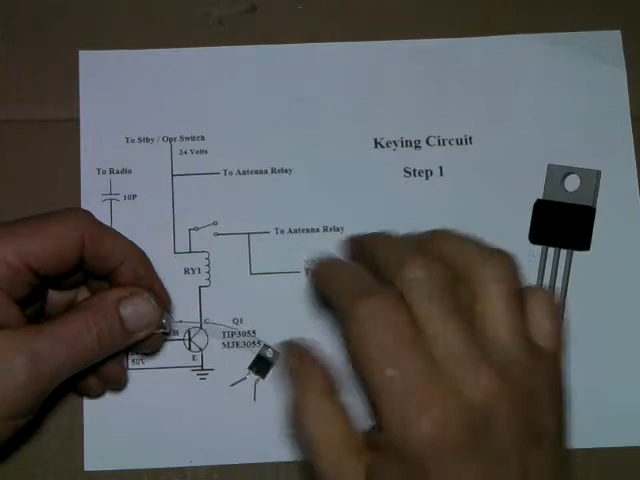 To Stby / Opr Switch
24 Volts
Keying Circuit
To Radio
To Antenna Relay
Step 1
10P
To Antenna Relay
RY1
C
Q1
B
TIP3055
MJE3055
E
50V